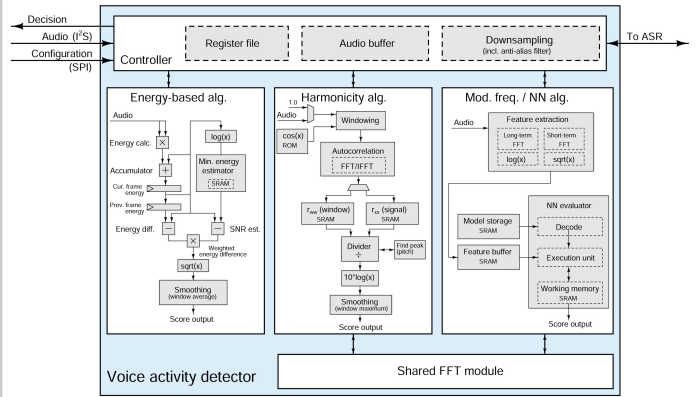 Decision
Audio (I²S)
Configuration
(SPI)
Controller
Register file
Audio buffer
Downsampling
(incl. anti-alias filter)
To ASR
Energy-based alg.
Audio
Energy calc.
×
log(x)
Accumulator
+
Min. energy
estimator
SRAM
Cur. frame
energy
Prev. frame
energy
Energy diff.
−
−
SNR est.
×
Weighted
energy difference
sqrt(x)
Smoothing
(window average)
Score output
Harmonicity alg.
1.0
Audio
Windowing
cos(x)
ROM
Autocorrelation
FFT/IFFT
rww (window)
SRAM
rxx (signal)
SRAM
Divider
÷
Find peak
(pitch)
10*log(x)
Smoothing
(window maximum)
Score output
Mod. freq. / NN alg.
Audio
Feature extraction
Long-term
FFT
Short-term
FFT
log(x)
sqrt(x)
NN evaluator
Model storage
SRAM
Decode
Feature buffer
SRAM
Execution unit
Working memory
SRAM
Score output
Voice activity detector
Shared FFT module